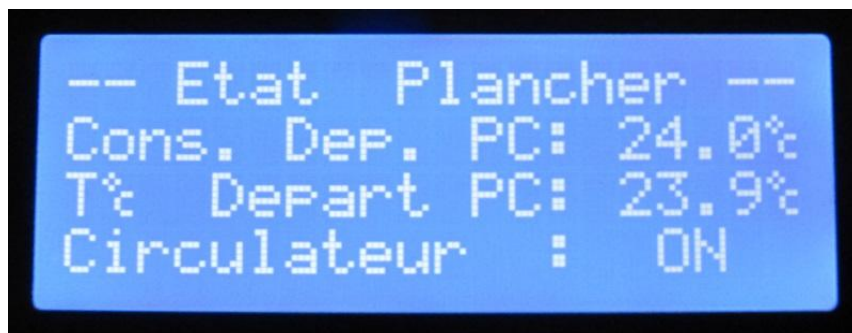 -- Etat Plancher --
Cons. Dep. PC: 24.0℃
T℃ Depart PC: 23.9℃
Circulateur : ON